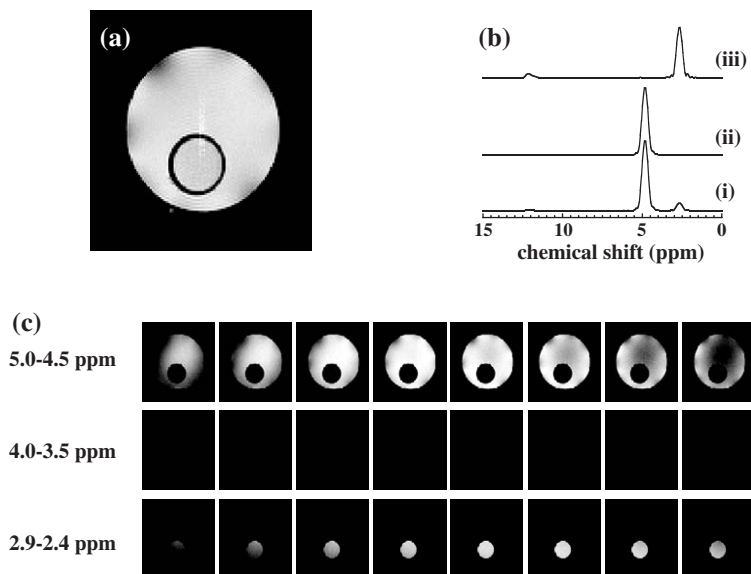 (a)
(b)
(iii)
(ii)
(i)
15 10 5 0
chemical shift (ppm)
(c)
5.0-4.5 ppm
4.0-3.5 ppm
2.9-2.4 ppm